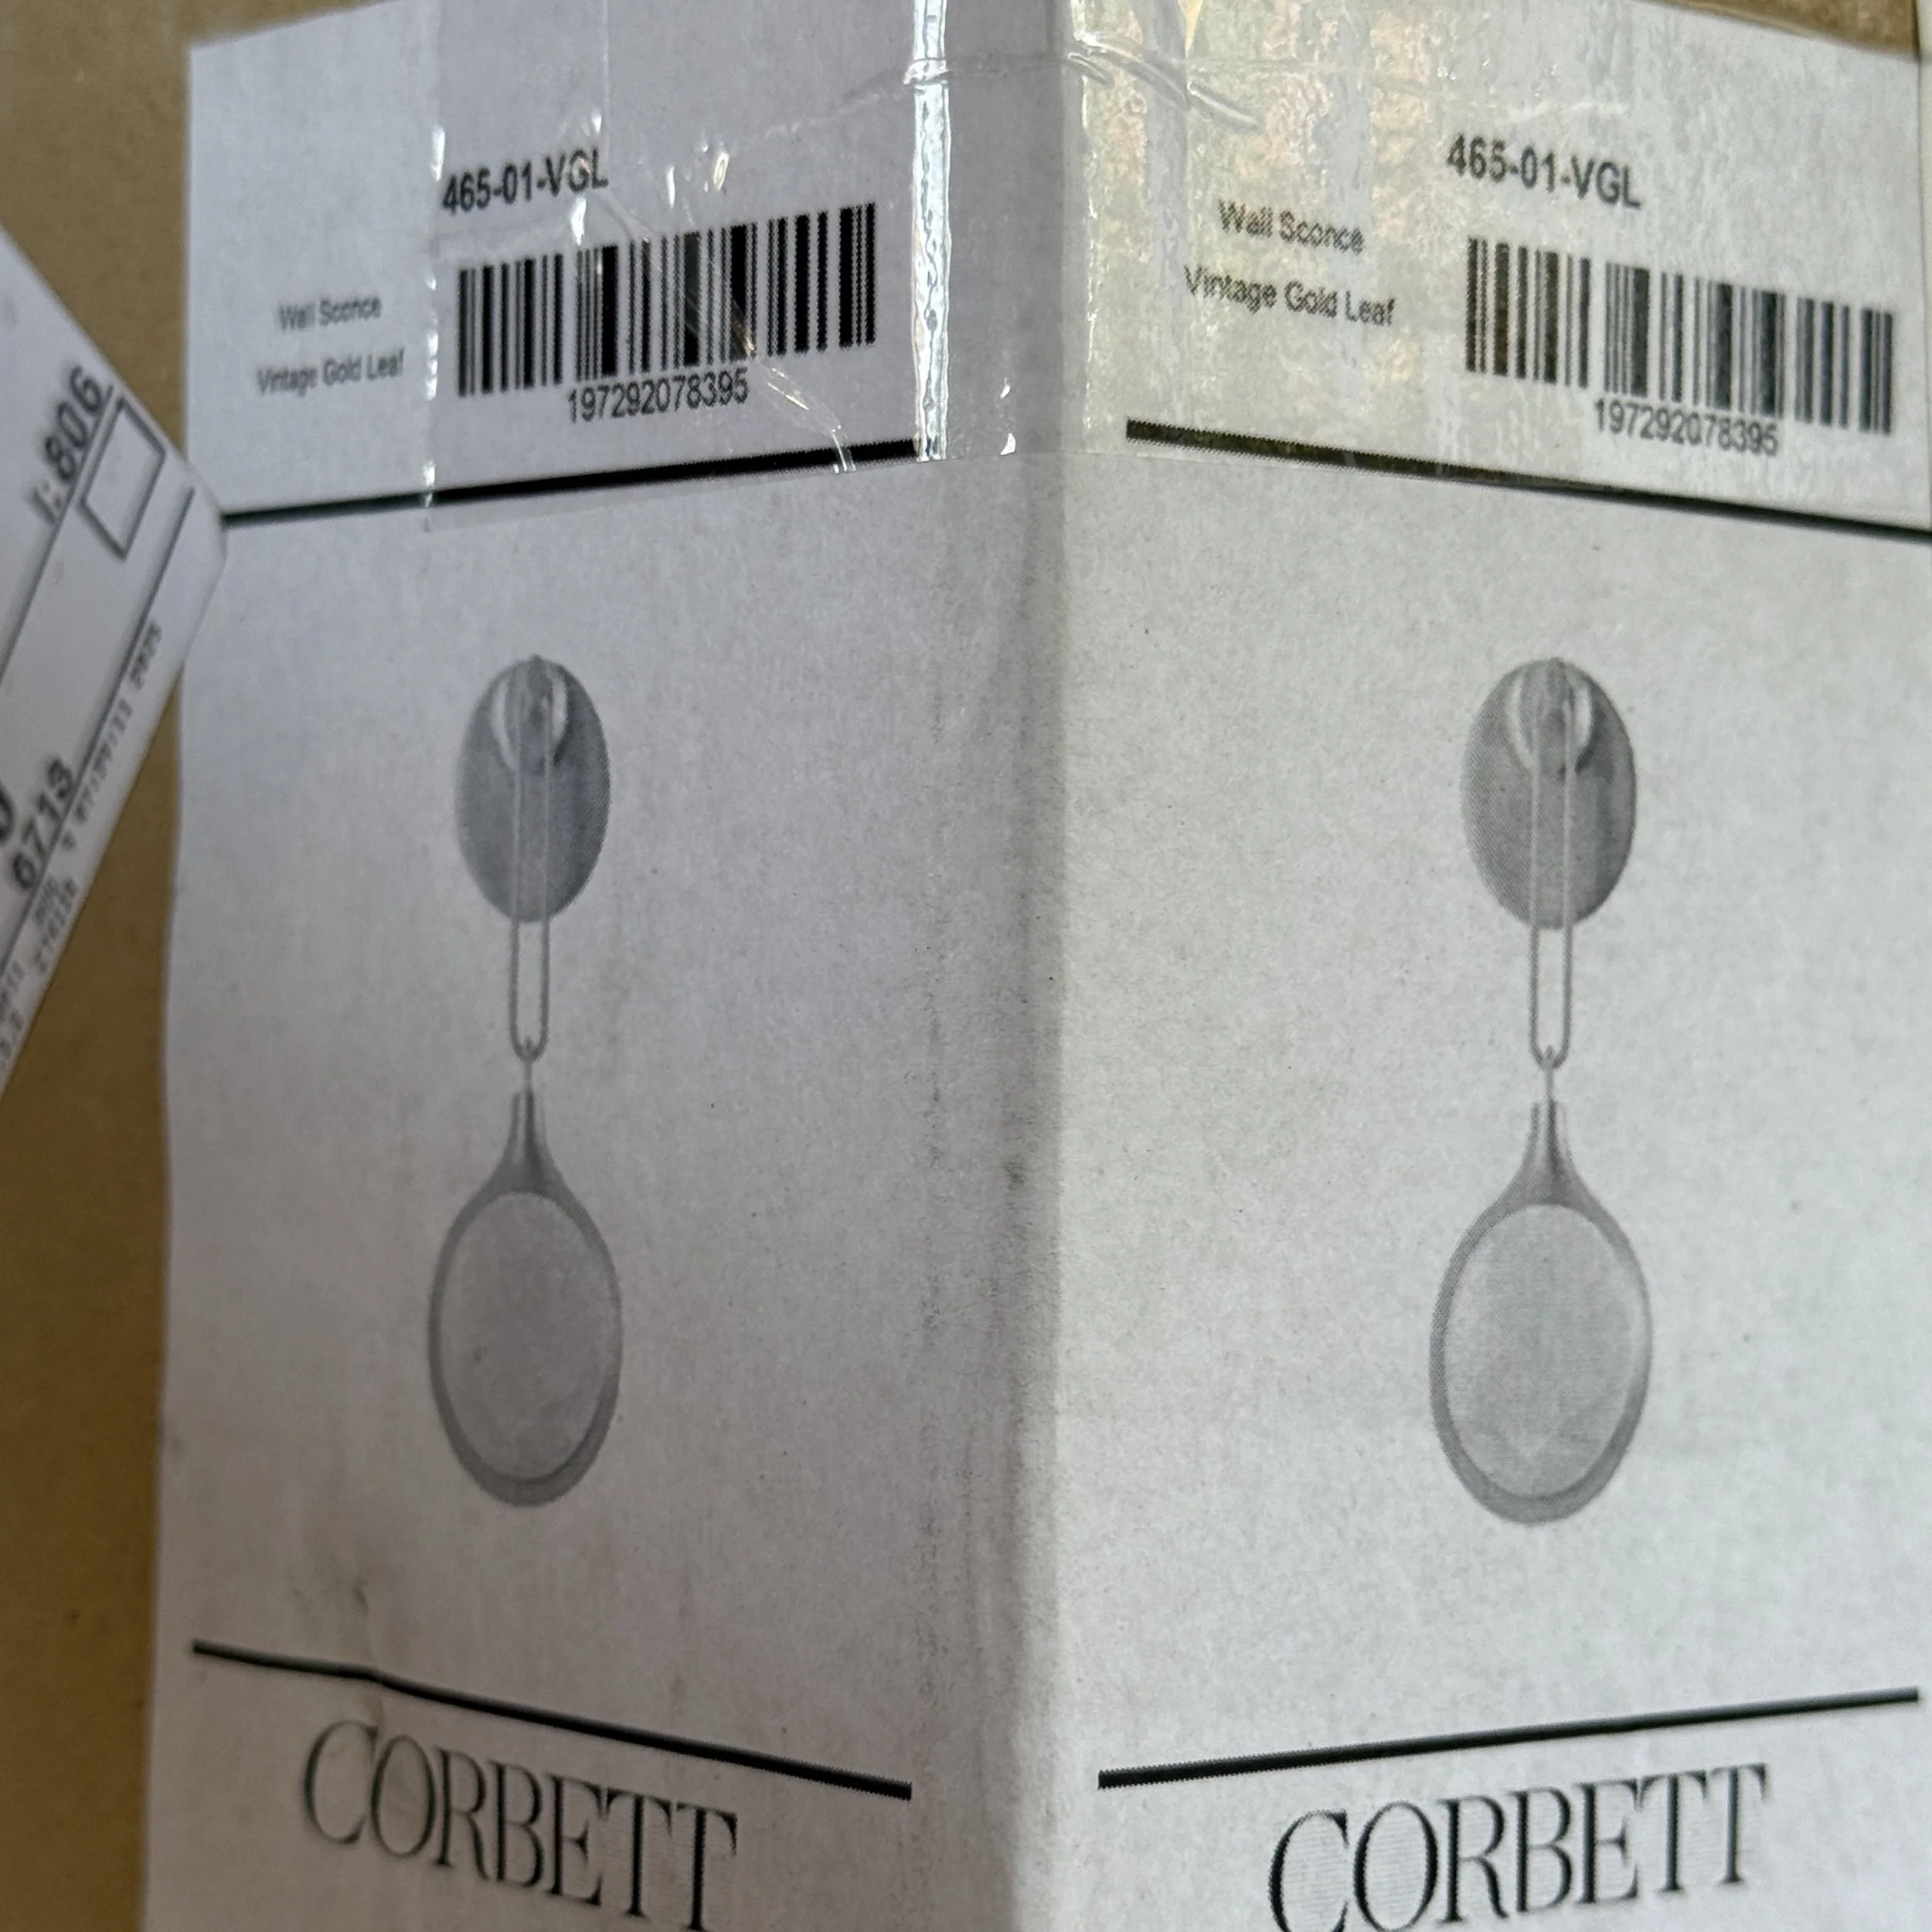 465-01-VGL
Wall Sconce
Vintage Gold Leaf
197292078395
CORBETT
465-01-VGL
Wall Sconce
Vintage Gold Leaf
197292078395
CORBETT
806
6713